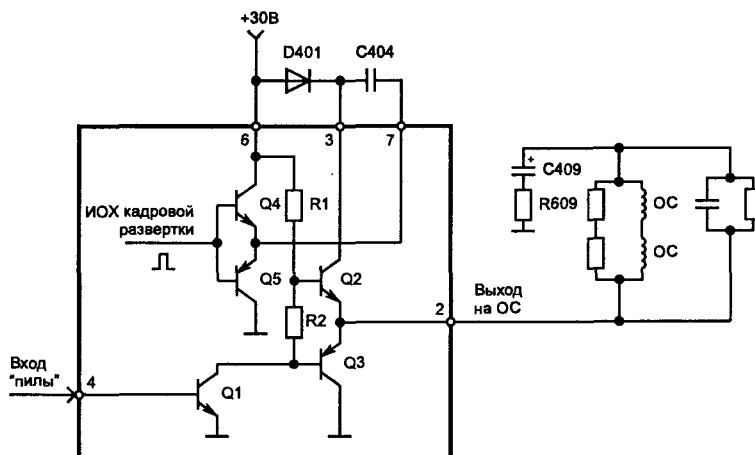 +30В
D401
C404
6
3
7
Q4
R1
ИОХ кадровой
развертки
Q5
Q2
R2
Q3
2
Выход
на ОС
Вход
"пилы"
4
Q1
+
C409
R609
ОС
ОС